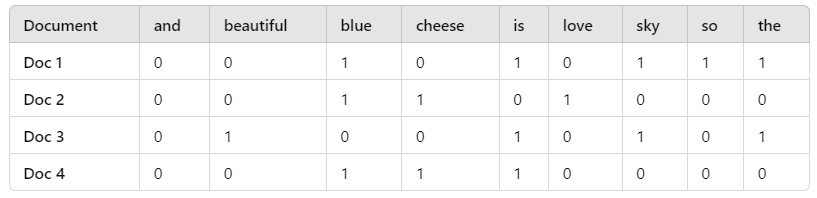 Document and beautiful blue cheese is love sky so the
Doc 1 0 0 1 0 1 0 1 1 1
Doc 2 0 0 1 1 0 1 0 0 0
Doc 3 0 1 0 0 1 0 1 0 1
Doc 4 0 0 1 1 1 0 0 0 0